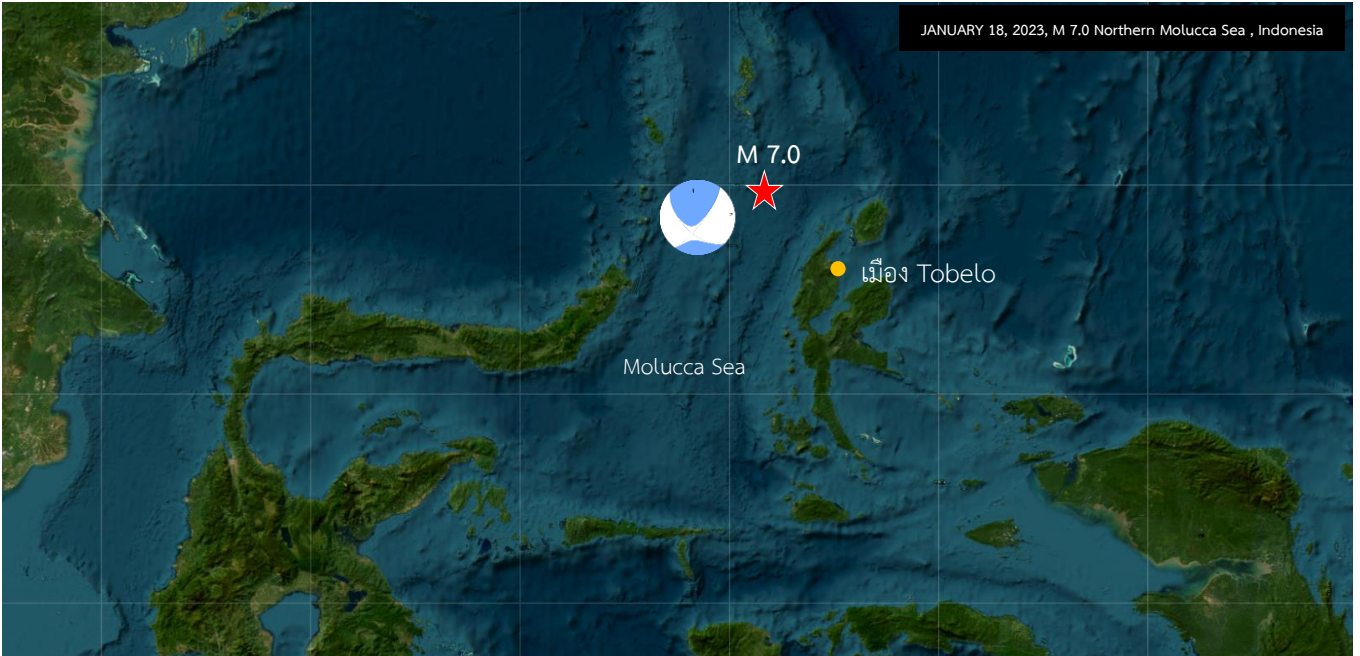 JANUARY 18, 2023, M 7.0 Northern Molucca Sea , Indonesia
M 7.0
เมือง Tobelo
Molucca Sea